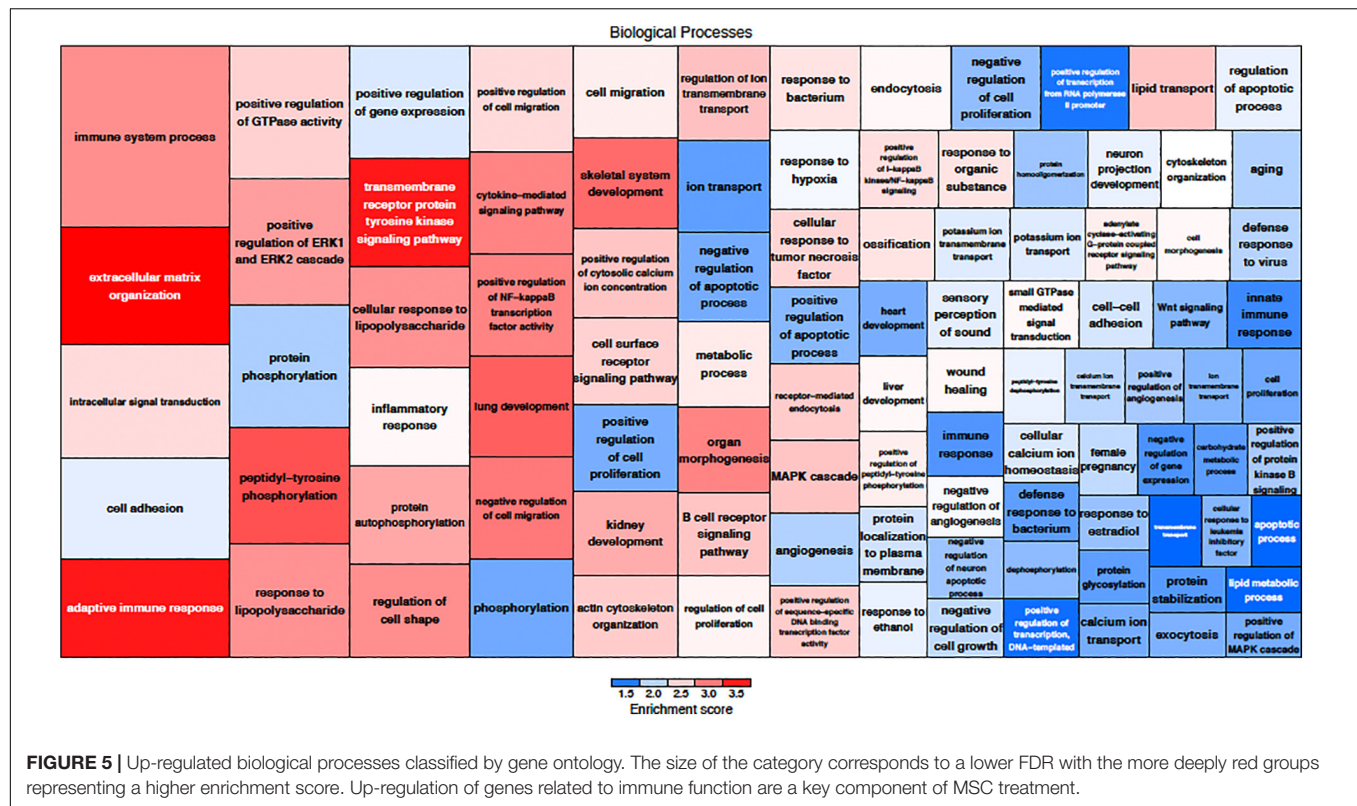 Biological Processes
immune system process
extracellular matrix
organization
intracellular signal transduction
cell adhesion
adaptive immune response
positive regulation
of GTPase activity
positive
regulation of ERK1
and ERK2 cascade
protein
phosphorylation
peptidyl-tyrosine
phosphorylation
response to
lipopolysaccharide
positive regulation
of gene expression
transmembrane
receptor protein
tyrosine kinase
signaling pathway
cellular response to
lipopolysaccharide
inflammatory
response
protein
autophosphorylation
regulation of
cell shape
positive regulation
of cell migration
cytokine-mediated
signaling pathway
positive regulation
of NF-kappaB
transcription
factor activity
lung development
negative regulation
of cell migration
phosphorylation
cell migration
skeletal system
development
positive regulation
of cytosolic calcium
ion concentration
cell surface
receptor
signaling pathway
positive
regulation
of cell
proliferation
kidney
development
actin cytoskeleton
organization
regulation of ion
transmembrane
transport
ion transport
negative
regulation
of apoptotic
process
metabolic
process
organ
morphogenesis
B cell receptor
signaling
pathway
regulation of cell
proliferation
response to
bacterium
response to
hypoxia
cellular
response to
tumor necrosis
factor
positive
regulation
of apoptotic
process
receptor-mediated
endocytosis
MAPK cascade
angiogenesis
positive regulation
of sequence-specific
DNA binding
transcription factor
activity
endocytosis
positive
regulation
of I-kappaB
kinase/NF-kappaB
signaling
ossification
heart
development
liver
development
positive
regulation of
peptidyl-tyrosine
phosphorylation
protein
localization
to plasma
membrane
response to
ethanol
negative
regulation
of cell
proliferation
positive regulation
of transcription
from RNA polymerase
II promoter
lipid transport
regulation
of apoptotic
process
response to
organic
substance
protein
homooligomerization
neuron
projection
development
cytoskeleton
organization
aging
potassium ion
transmembrane
transport
potassium ion
transport
adenylate
cyclase-activating
G-protein coupled
receptor signaling
pathway
cell
morphogenesis
defense
response
to virus
sensory
perception
of sound
small GTPase
mediated
signal
transduction
cell-cell
adhesion
Wnt signaling
pathway
innate
immune
response
wound
healing
peptidyl-tyrosine
dephosphorylation
calcium ion
transmembrane
transport
positive
regulation of
angiogenesis
ion
transmembrane
transport
cell
proliferation
immune
response
cellular
calcium ion
homeostasis
female
pregnancy
negative
regulation
of gene
expression
carbohydrate
metabolic
process
positive
regulation
of protein
kinase B
signaling
negative
regulation of
angiogenesis
defense
response to
bacterium
response to
estradiol
transmembrane
transport
cellular
response to
leukemia
inhibitory
factor
apoptotic
process
negative
regulation
of neuron
apoptotic
process
dephosphorylation
protein
glycosylation
protein
stabilization
lipid metabolic
process
negative
regulation of
cell growth
positive
regulation of
transcription,
DNA-templated
calcium ion
transport
exocytosis
positive
regulation of
MAPK cascade
1.5 2.0 2.5 3.0 3.5
Enrichment score
FIGURE 5 | Up-regulated biological processes classified by gene ontology. The size of the category corresponds to a lower FDR with the more deeply red groups
representing a higher enrichment score. Up-regulation of genes related to immune function are a key component of MSC treatment.